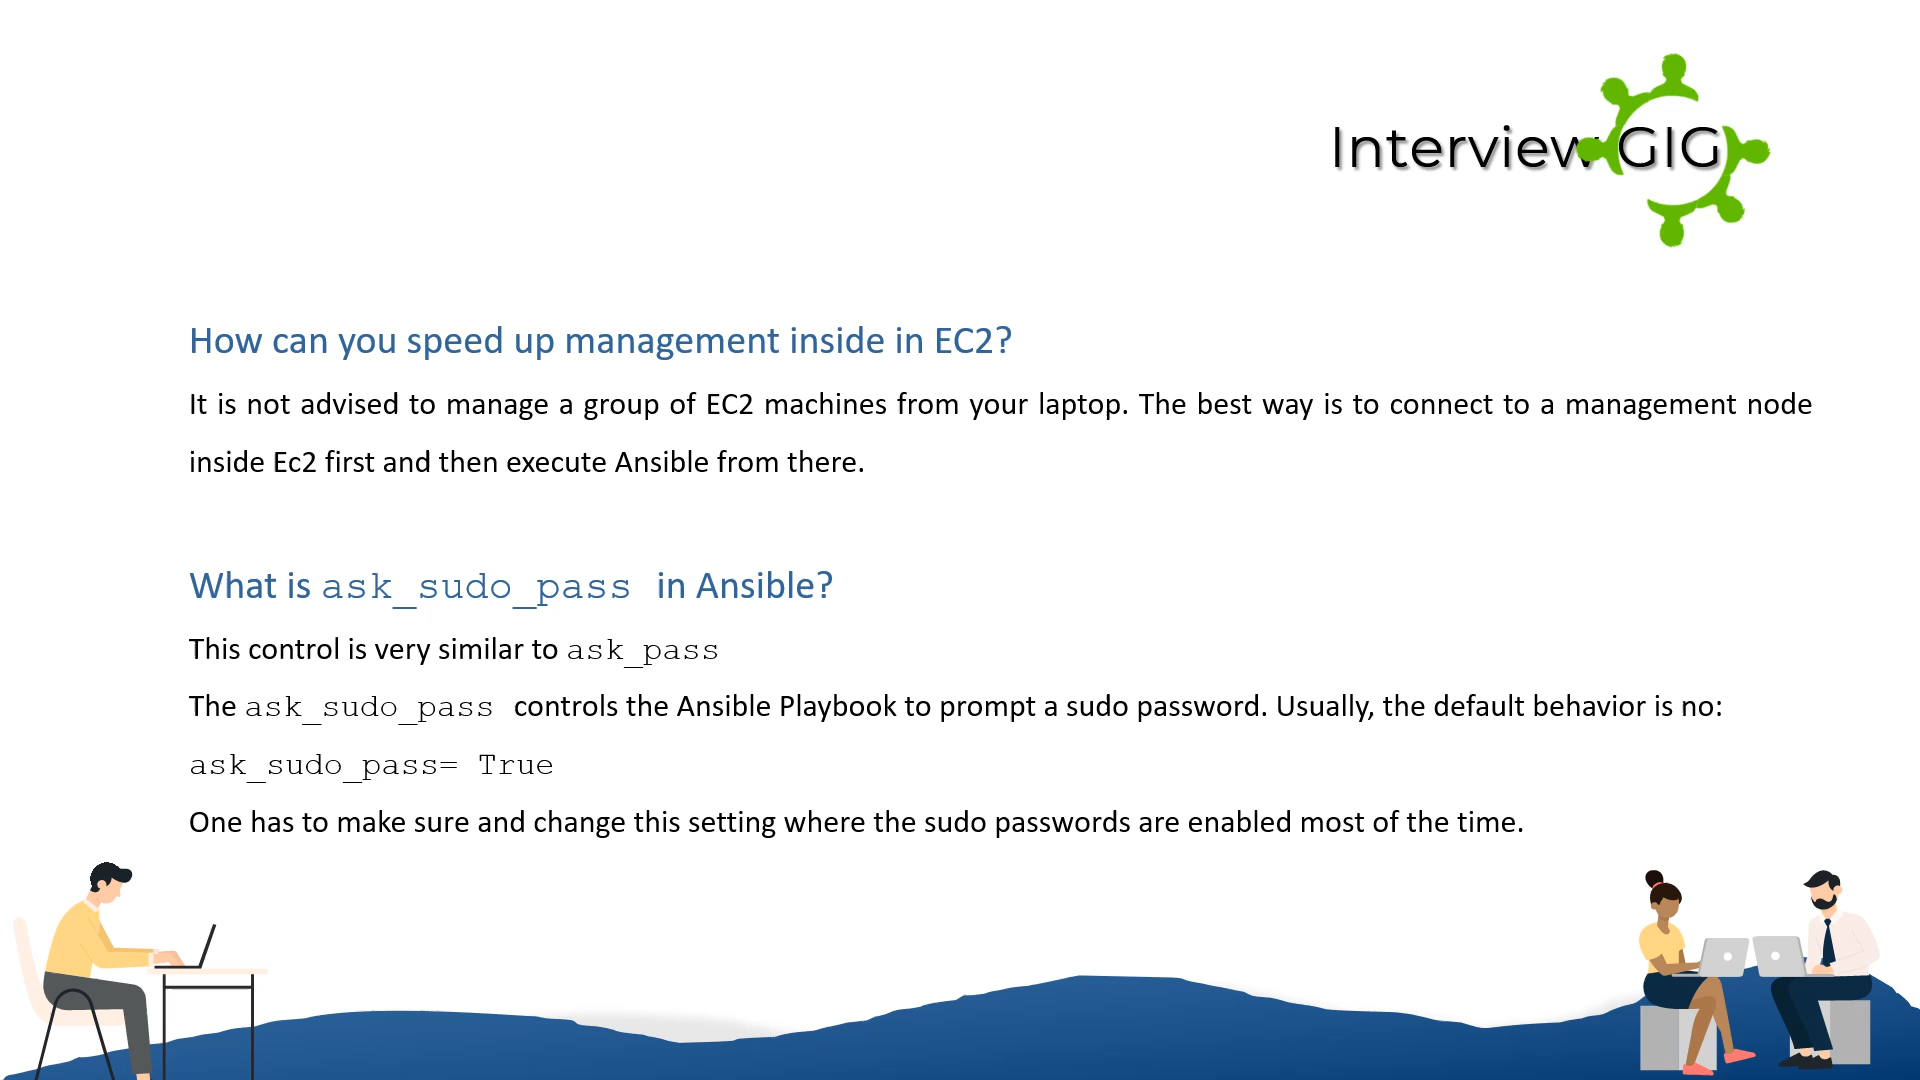 Interview GIG
How can you speed up management inside in EC2?
It is not advised to manage a group of EC2 machines from your laptop. The best way is to connect to a management node
inside Ec2 first and then execute Ansible from there.
What is ask_sudo_pass in Ansible?
This control is very similar to ask_pass
The ask_sudo_pass controls the Ansible Playbook to prompt a sudo password. Usually, the default behavior is no:
ask_sudo_pass= True
One has to make sure and change this setting where the sudo passwords are enabled most of the time.